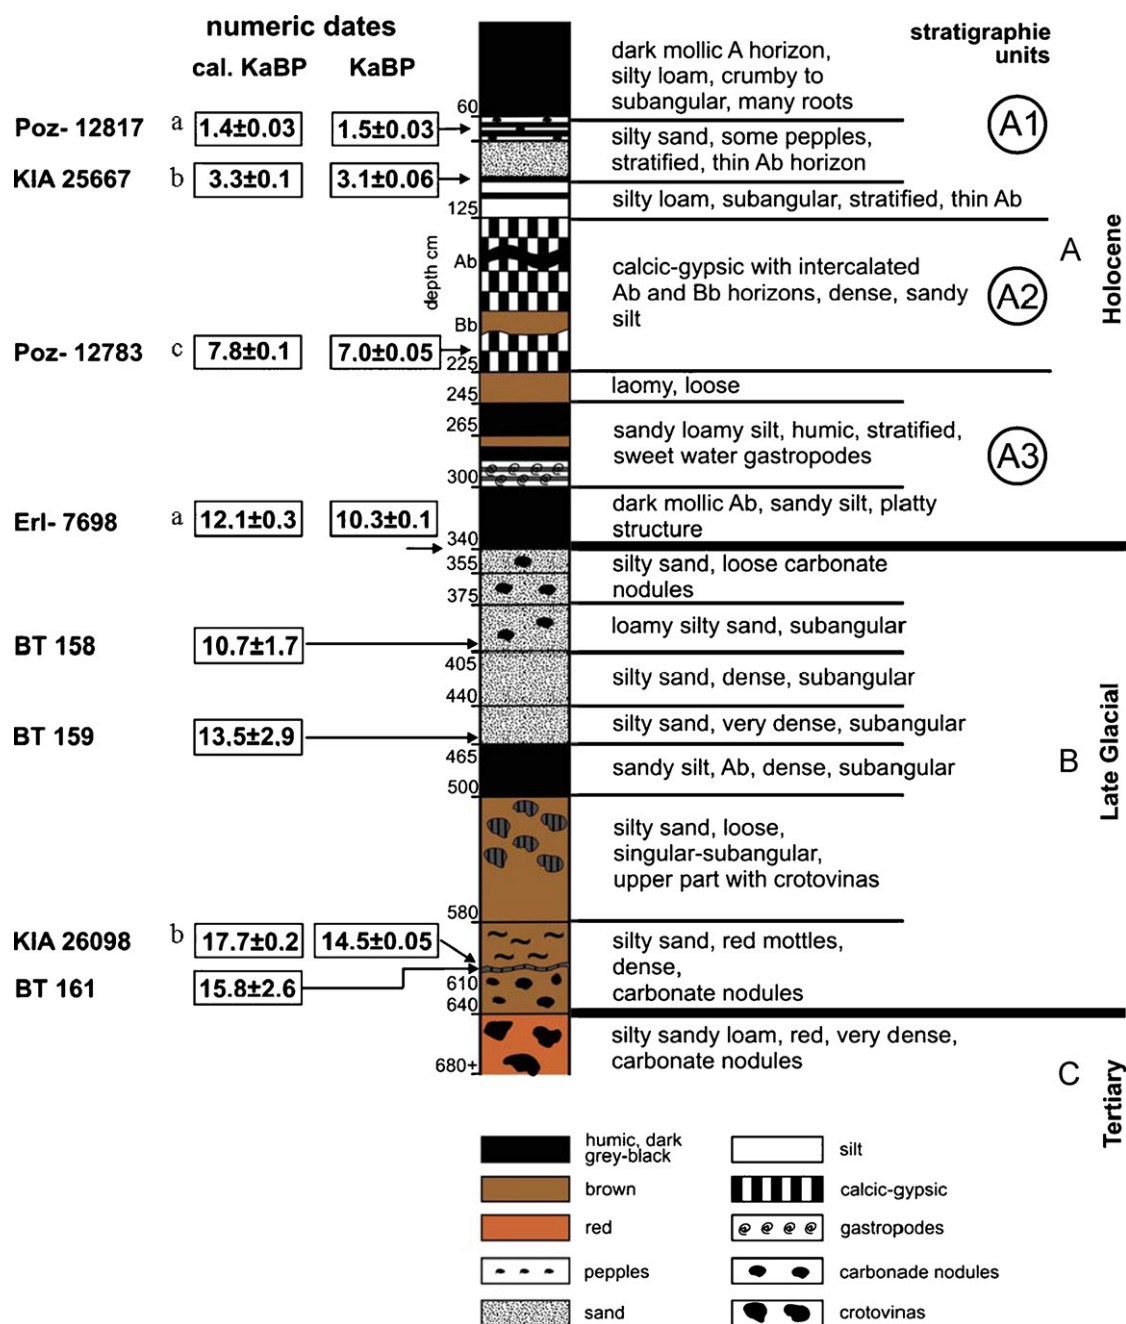 numeric dates
cal. KaBP
KaBP
stratigraphie
units
dark mollic A horizon,
silty loam, crumby to
subangular, many roots
60
Poz- 12817
a
1.4±0.03
1.5±0.03
silty sand, some pepples,
stratified, thin Ab horizon
A1
KiA 25667
b
3.3±0.1
3.1±0.06
silty loam, subangular, stratified, thin Ab
125
depth cm
Ab
calcic-gypsic with intercalated
Ab and Bb horizons, dense, sandy
silt
A2
A
Holocene
Bb
Poz- 12783
c
7.8±0.1
7.0±0.05
225
laomy, loose
245
265
sandy loamy silt, humic, stratified,
sweet water gastropodes
A3
300
Erl- 7698
a
12.1±0.3
10.3±0.1
dark mollic Ab, sandy silt, platty
structure
340
355
silty sand, loose carbonate
nodules
375
loamy silty sand, subangular
BT 158
10.7±1.7
405
silty sand, dense, subangular
440
silty sand, very dense, subangular
BT 159
13.5±2.9
465
sandy silt, Ab, dense, subangular
B
Late Glacial
500
silty sand, loose,
singular-subangular,
upper part with crotovinas
580
KiA 26098
b
17.7±0.2
14.5±0.05
silty sand, red mottles,
dense,
carbonate nodules
BT 161
15.8±2.6
610
640
silty sandy loam, red, very dense,
carbonate nodules
680+
C
Tertiary
humic, dark
grey-black
silt
brown
calcic-gypsic
red
gastropodes
pepples
carbonade nodules
sand
crotovinas